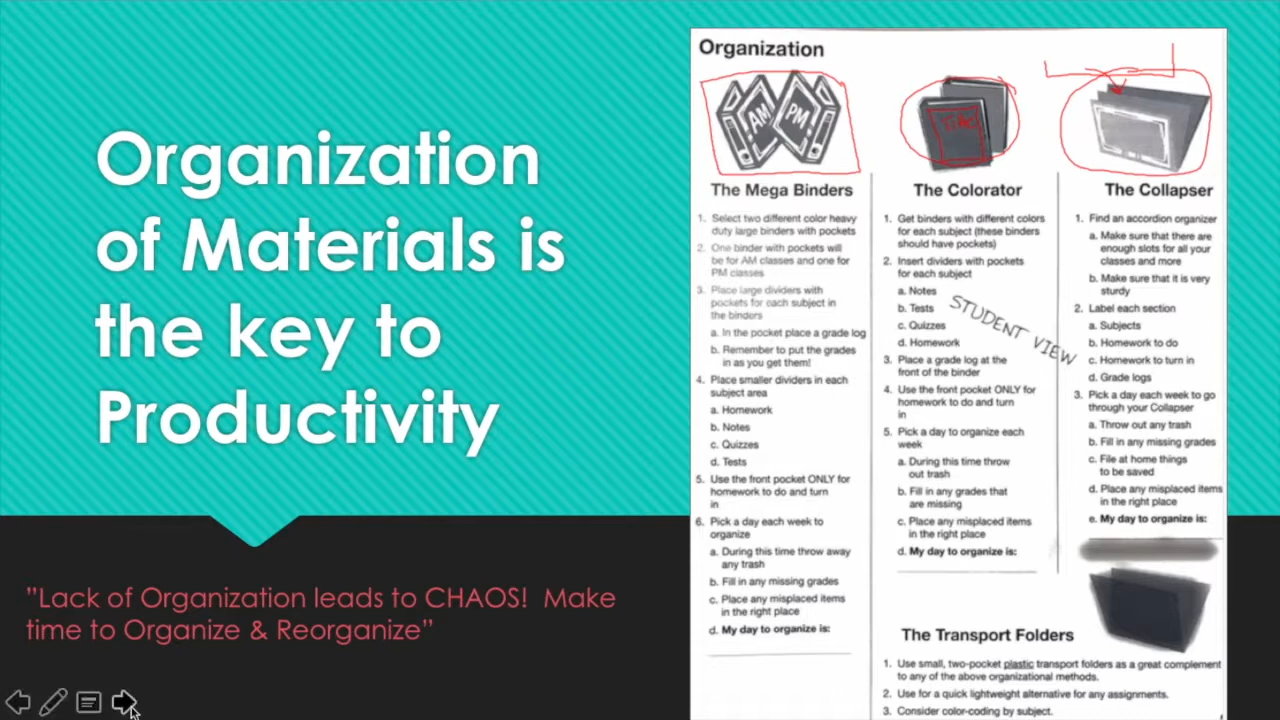 Organization
of Materials is
the key to
Productivity
”Lack of Organization leads to CHAOS!  Make
time to Organize & Reorganize”
Organization
AM
PM
Title
The Mega Binders
1. Select two different color heavy
duty large binders with pockets
2. One binder with pockets will
be for AM classes and one for
PM classes
3. Place large dividers with
pockets for each subject in
the binders
a. In the pocket place a grade log
b. Remember to put the grades
in as you get them!
4. Place smaller dividers in each
subject area
a. Homework
b. Notes
c. Quizzes
d. Tests
5. Use the front pocket ONLY for
homework to do and turn
in
6. Pick a day each week to
organize
a. During this time throw away
any trash
b. Fill in any missing grades
c. Place any misplaced items
in the right place
d. My day to organize is:
The Colorator
1. Get binders with different colors
for each subject (these binders
should have pockets)
2. Insert dividers with pockets
for each subject
a. Notes
b. Tests
c. Quizzes
d. Homework
STUDENT VIEW
3. Place a grade log at the
front of the binder
4. Use the front pocket ONLY for
homework to do and turn
in
5. Pick a day to organize each
week
a. During this time throw
out trash
b. Fill in any grades that
are missing
c. Place any misplaced items
in the right place
d. My day to organize is:
The Collapser
1. Find an accordion organizer
a. Make sure that there are
enough slots for all your
classes and more
b. Make sure that it is very
sturdy
2. Label each section
a. Subjects
b. Homework to do
c. Homework to turn in
d. Grade logs
3. Pick a day each week to go
through your Collapser
a. Throw out any trash
b. Fill in any missing grades
c. File at home things
to be saved
d. Place any misplaced items
in the right place
e. My day to organize is:
The Transport Folders
1. Use small, two-pocket plastic transport folders as a great complement
to any of the above organizational methods.
2. Use for a quick lightweight alternative for any assignments.
3. Consider color-coding by subject.